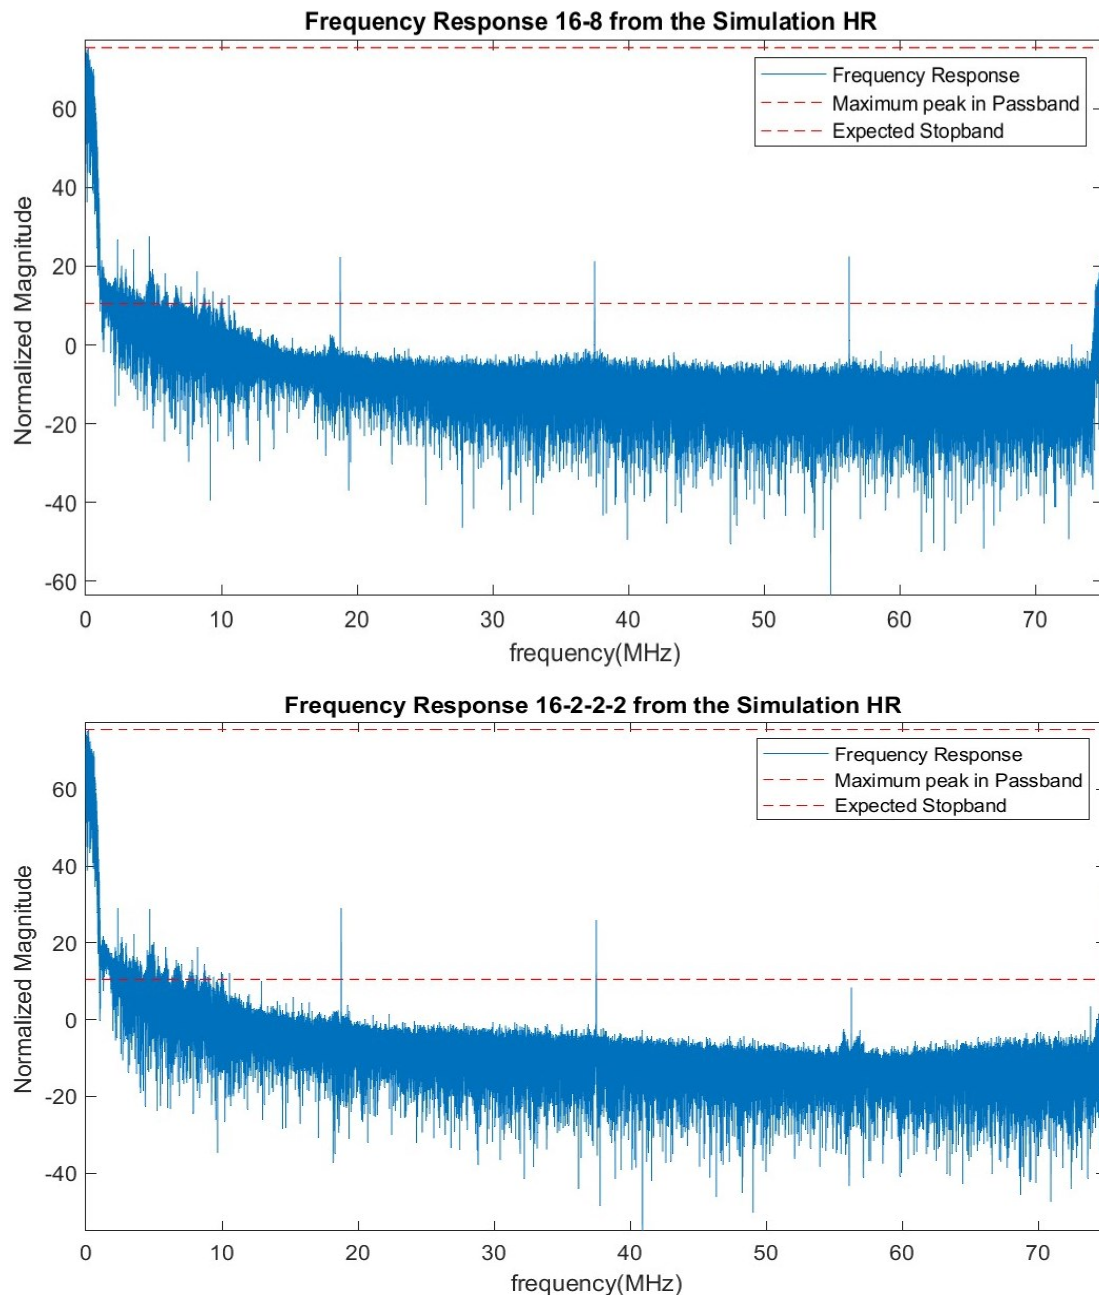 Frequency Response 16-8 from the Simulation HR
Frequency Response
Maximum peak in Passband
Expected Stopband
Normalized Magnitude
60
40
20
0
-20
-40
-60
0 10 20 30 40 50 60 70
frequency(MHz)
Frequency Response 16-2-2-2 from the Simulation HR
Frequency Response
Maximum peak in Passband
Expected Stopband
Normalized Magnitude
60
40
20
0
-20
-40
0 10 20 30 40 50 60 70
frequency(MHz)